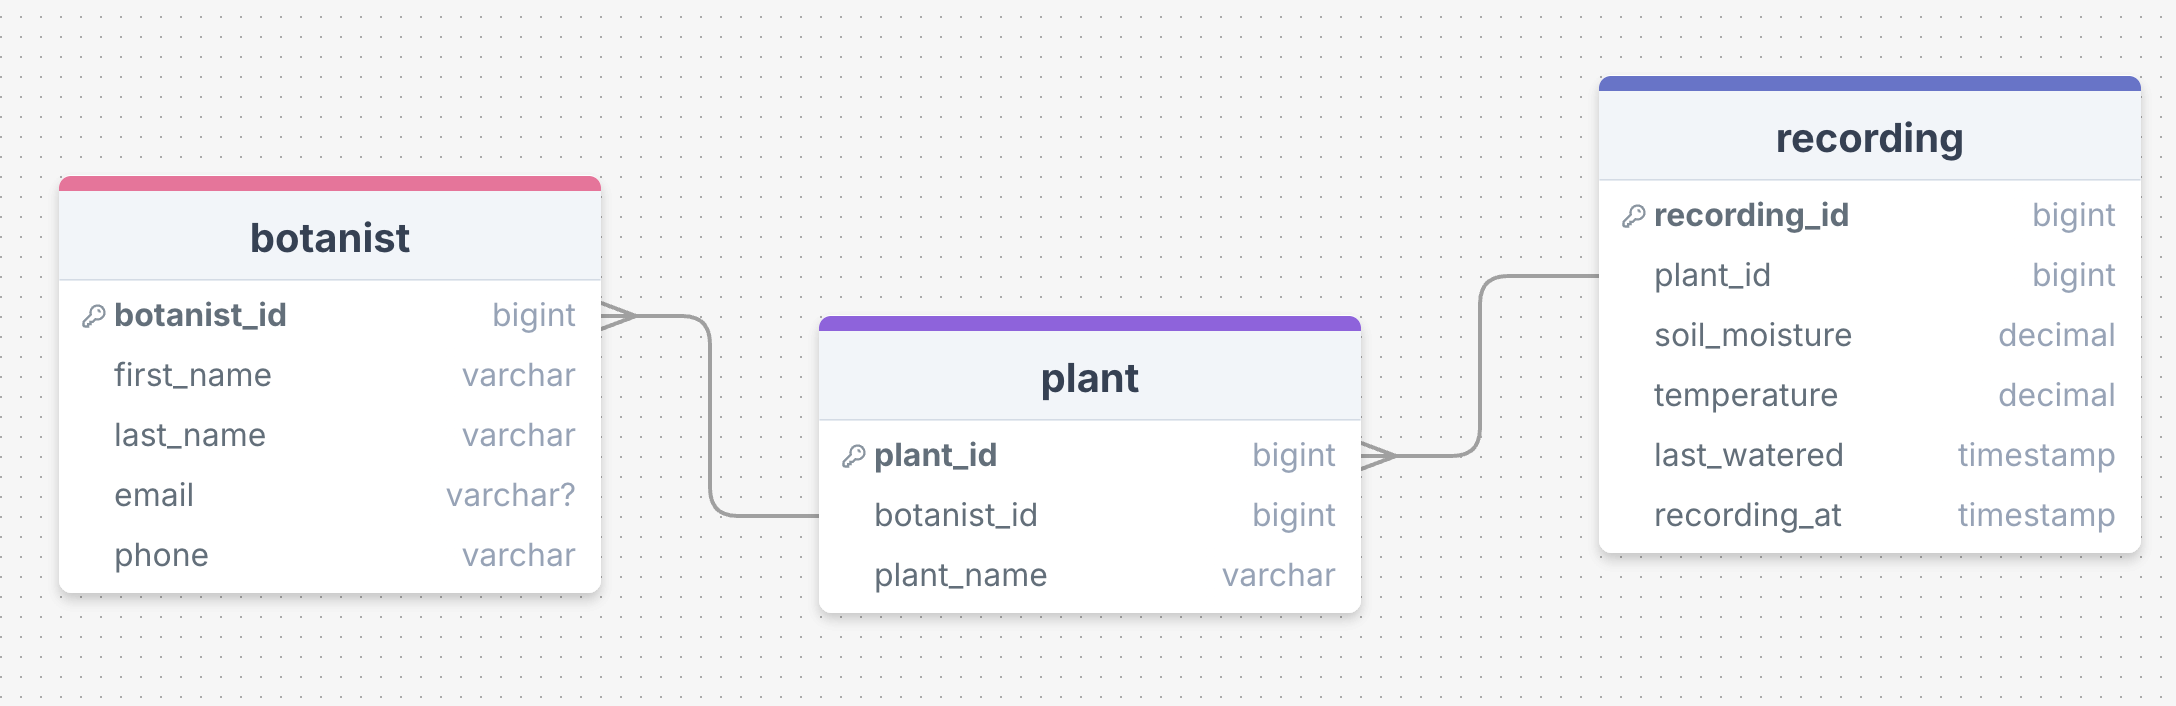 botanist
botanist_id bigint
first_name varchar
last_name varchar
email varchar?
phone varchar
plant
plant_id bigint
botanist_id bigint
plant_name varchar
recording
recording_id bigint
plant_id bigint
soil_moisture decimal
temperature decimal
last_watered timestamp
recording_at timestamp